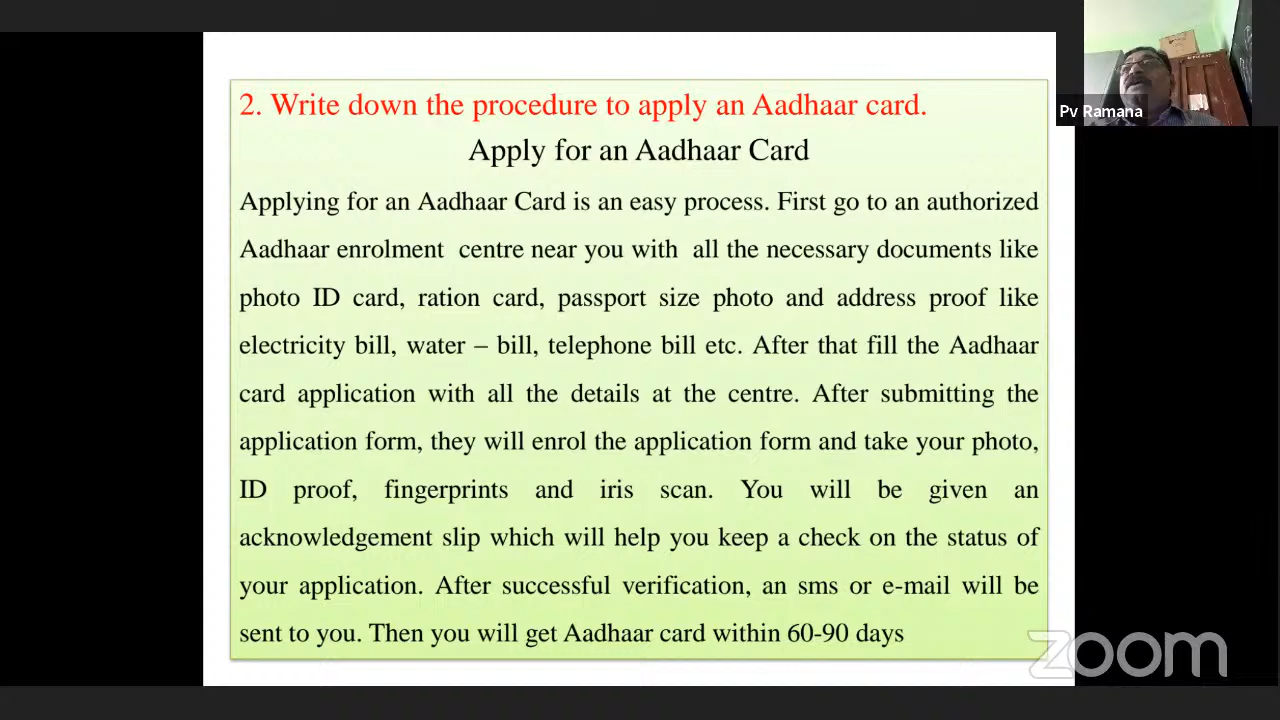 2. Write down the procedure to apply an Aadhaar card.
Apply for an Aadhaar Card
Applying for an Aadhaar Card is an easy process. First go to an authorized
Aadhaar enrolment centre near you with all the necessary documents like
photo ID card, ration card, passport size photo and address proof like
electricity bill, water – bill, telephone bill etc. After that fill the Aadhaar
card application with all the details at the centre. After submitting the
application form, they will enrol the application form and take your photo,
ID proof, fingerprints and iris scan. You will be given an
acknowledgement slip which will help you keep a check on the status of
your application. After successful verification, an sms or e-mail will be
sent to you. Then you will get Aadhaar card within 60-90 days
Pv Ramana
zoom